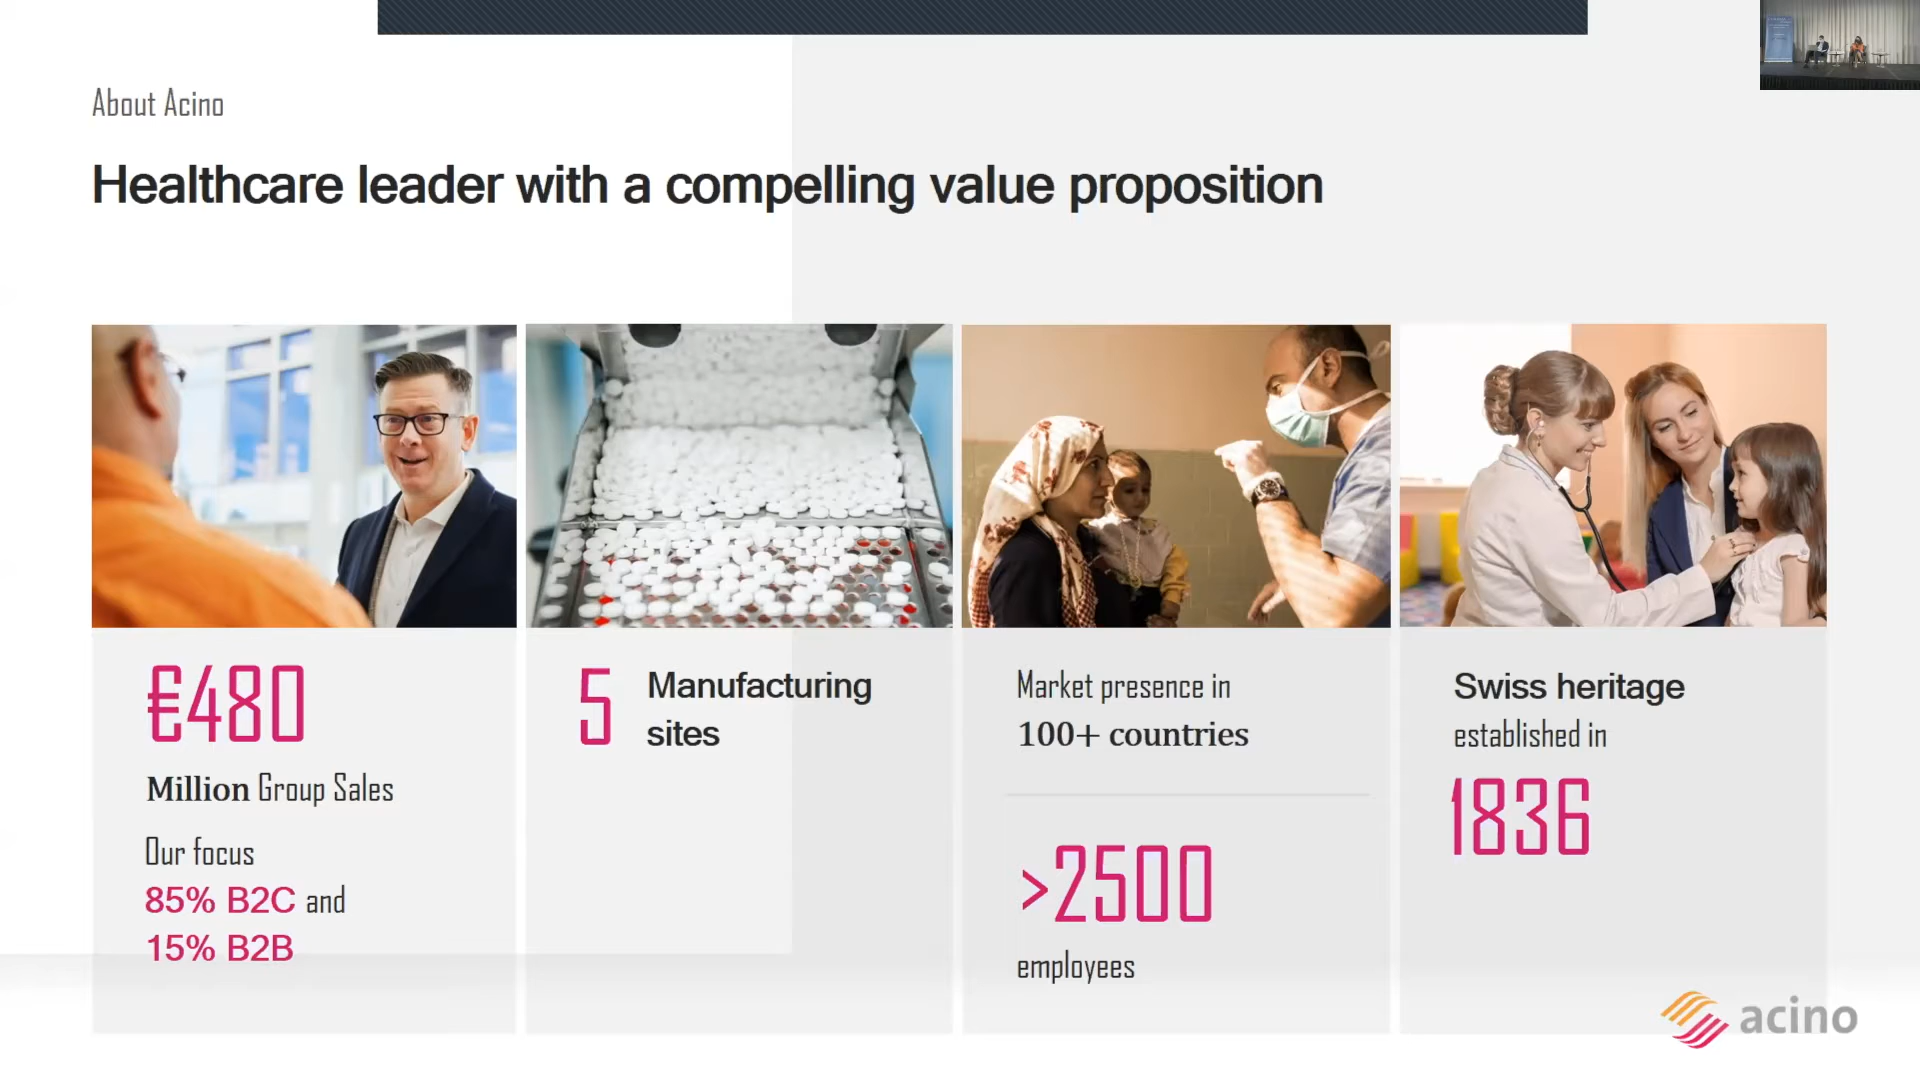 About Acino
Healthcare leader with a compelling value proposition
€480
Million Group Sales
Our focus
85% B2C and
15% B2B
5 Manufacturing
sites
Market presence in
100+ countries
>2500
employees
Swiss heritage
established in
1836
acino